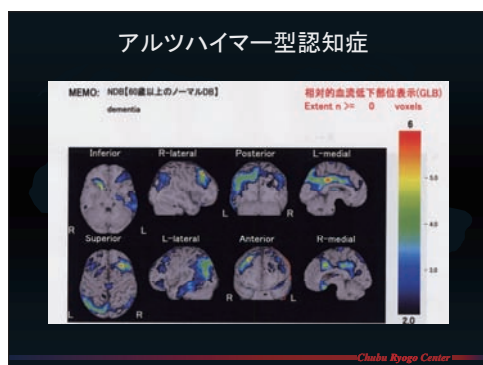 アルツハイマー型認知症
MEMO: NDB【60歳以上のノーマルDB】
dementia
相対的血流低下部位表示(GLB)
Extent n >= 0 voxels
6
Inferior R-lateral Posterior L-medial
5.0
L R
4.0
R L
Superior L-lateral Anterior R-medial
3.0
R L
L R
2.0
Chubu Ryogo Center